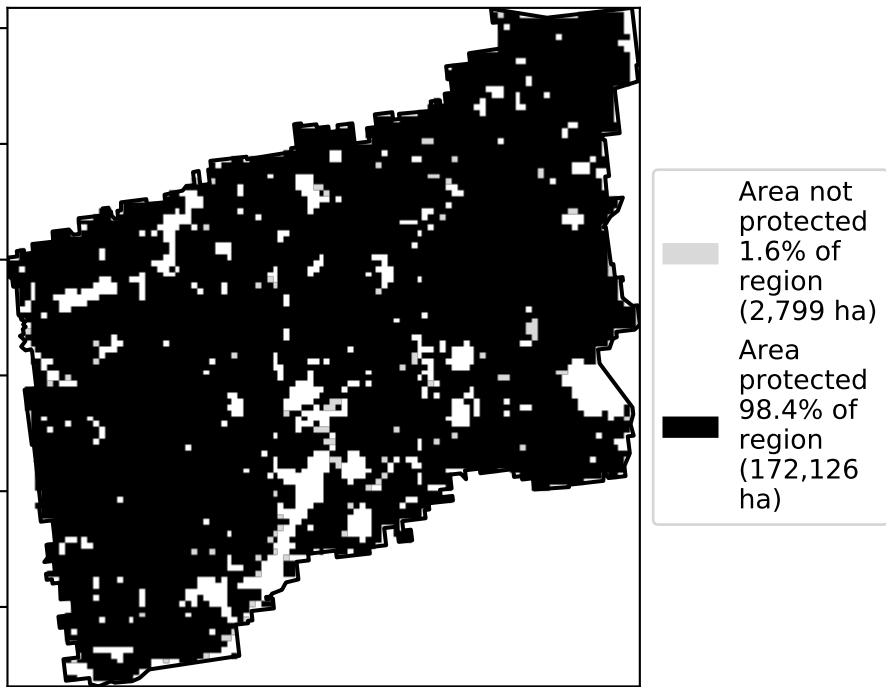 Area not
protected
1.6% of
region
(2,799 ha)
Area
protected
98.4% of
region
(172,126
ha)